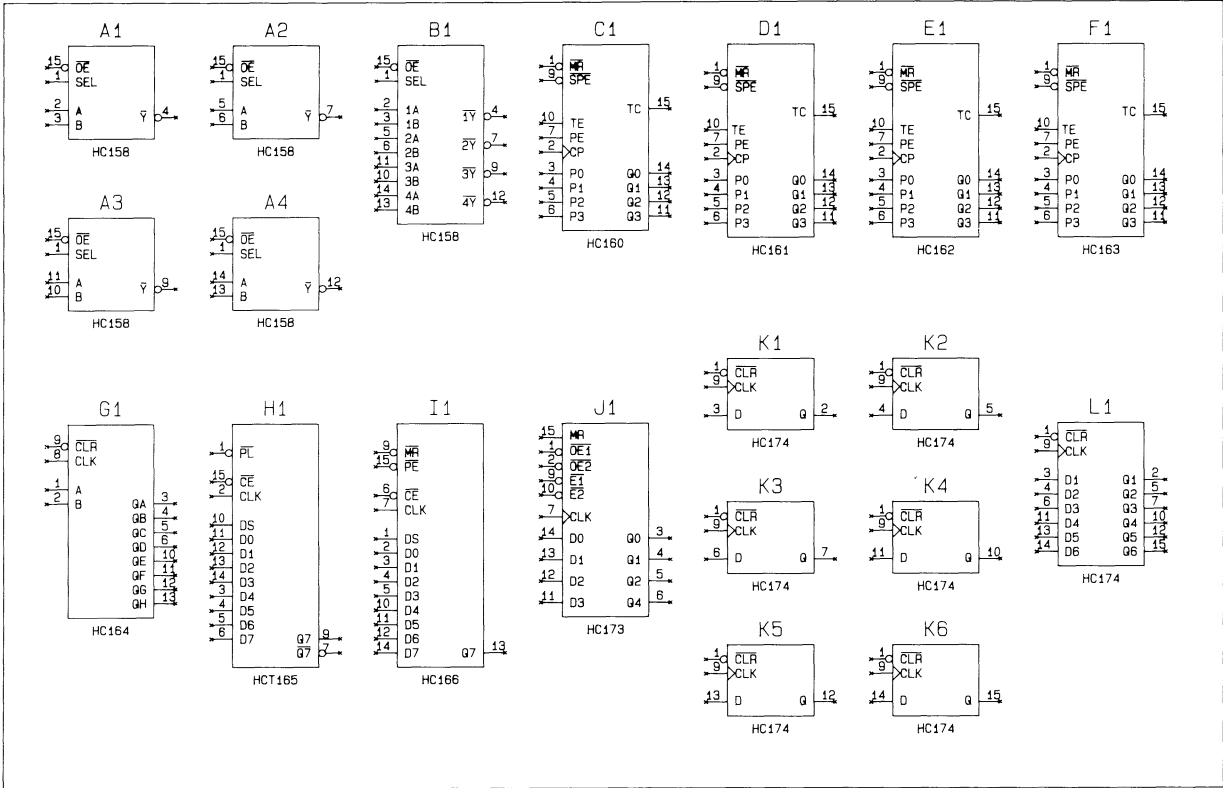 A1
15 OE
1 SEL
2 A
3 B
Y 4
HC158
A2
15 OE
1 SEL
5 A
6 B
Y 7
HC158
B1
15 OE
1 SEL
2 1A
3 1B
5 2A
6 2B
11 3A
10 3B
14 4A
13 4B
1Y 4
2Y 7
3Y 9
4Y 12
HC158
C1
1 MR
9 SPE
TC 15
10 TE
7 PE
2 CP
3 P0 Q0 14
4 P1 Q1 13
5 P2 Q2 12
6 P3 Q3 11
HC160
D1
1 MR
9 SPE
TC 15
10 TE
7 PE
2 CP
3 P0 Q0 14
4 P1 Q1 13
5 P2 Q2 12
6 P3 Q3 11
HC161
E1
1 MR
9 SPE
TC 15
10 TE
7 PE
2 CP
3 P0 Q0 14
4 P1 Q1 13
5 P2 Q2 12
6 P3 Q3 11
HC162
F1
1 MR
9 SPE
TC 15
10 TE
7 PE
2 CP
3 P0 Q0 14
4 P1 Q1 13
5 P2 Q2 12
6 P3 Q3 11
HC163
A3
15 OE
1 SEL
11 A
10 B
Y 9
HC158
A4
15 OE
1 SEL
14 A
13 B
Y 12
HC158
G1
9 CLR
8 CLK
1 A
2 B
QA 3
QB 4
QC 5
QD 6
QE 10
QF 11
QG 12
QH 13
HC164
H1
1 PL
15 CE
2 CLK
10 DS
11 D0
12 D1
13 D2
14 D3
3 D4
4 D5
5 D6
6 D7
Q7 9
Q7 7
HCT165
I1
9 MR
15 PE
6 CE
7 CLK
1 DS
2 D0
3 D1
4 D2
5 D3
10 D4
11 D5
12 D6
14 D7
Q7 13
HC166
J1
15 MR
1 OE1
2 OE2
9 E1
10 E2
7 CLK
14 D0 Q0 3
13 D1 Q1 4
12 D2 Q2 5
11 D3 Q4 6
HC173
K1
1 CLR
9 CLK
3 D Q 2
HC174
K2
1 CLR
9 CLK
4 D Q 5
HC174
K3
1 CLR
9 CLK
6 D Q 7
HC174
K4
1 CLR
9 CLK
11 D Q 10
HC174
K5
1 CLR
9 CLK
13 D Q 12
HC174
K6
1 CLR
9 CLK
14 D Q 15
HC174
L1
1 CLR
9 CLK
3 D1 Q1 2
4 D2 Q2 5
6 D3 Q3 7
11 D4 Q4 10
13 D5 Q5 12
14 D6 Q6 15
HC174